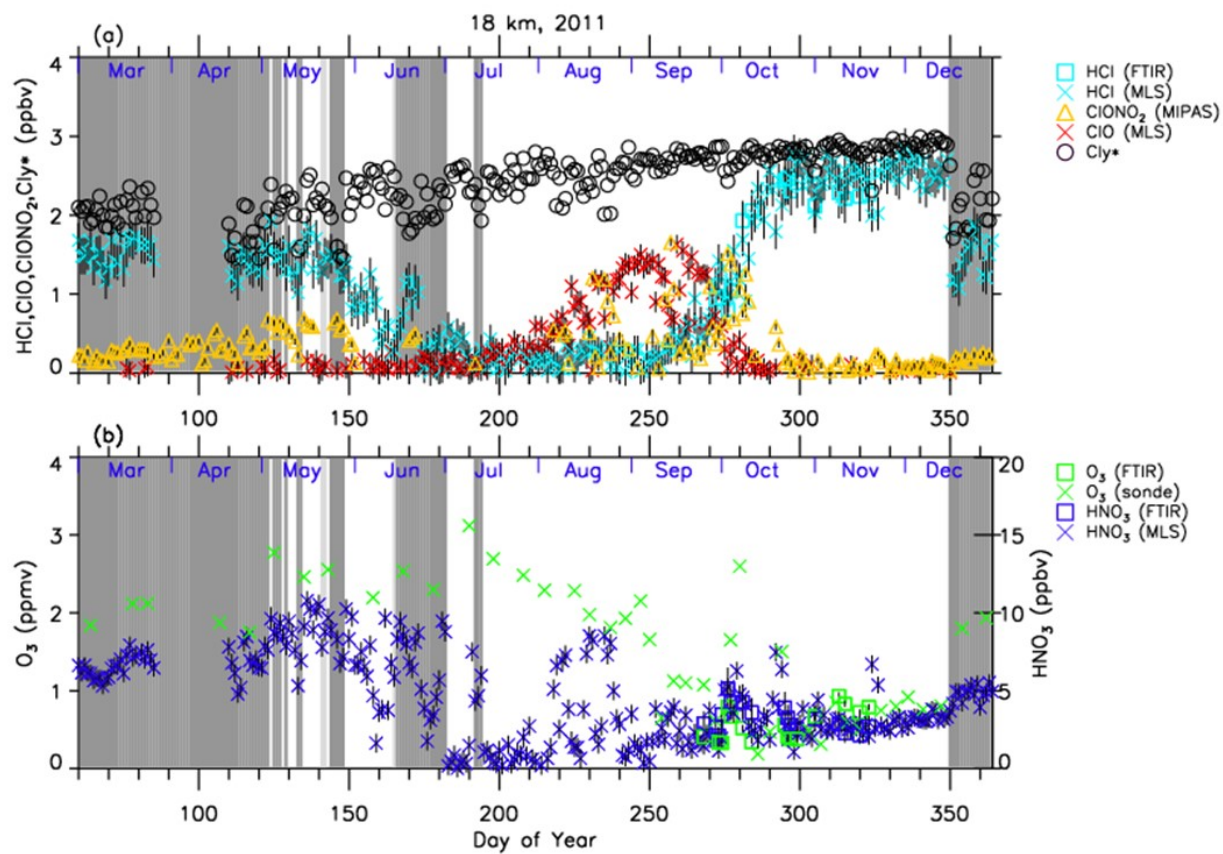 18 km, 2011
(a)
HCl,ClO,ClONO₂,Cly* (ppbv)
4
3
2
1
0
Mar Apr May Jun Jul Aug Sep Oct Nov Dec
100 150 200 250 300 350
HCl (FTIR)
HCl (MLS)
ClONO₂ (MIPAS)
ClO (MLS)
Cly*
(b)
O₃ (ppmv)
4
3
2
1
0
Mar Apr May Jun Jul Aug Sep Oct Nov Dec
20
15
10
5
0
HNO₃ (ppbv)
100 150 200 250 300 350
Day of Year
O₃ (FTIR)
O₃ (sonde)
HNO₃ (FTIR)
HNO₃ (MLS)